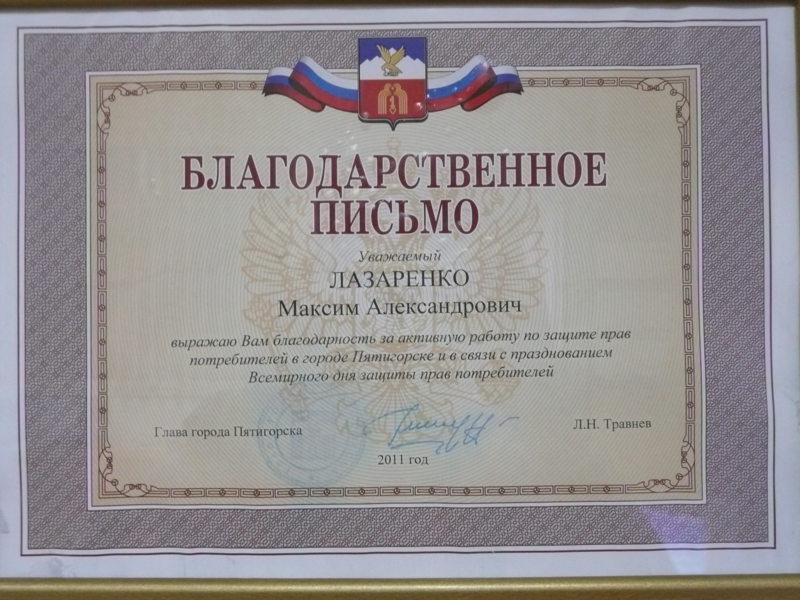 БЛАГОДАРСТВЕННОЕ
ПИСЬМО
Уважаемый
ЛАЗАРЕНКО
Максим Александрович
выражаю Вам благодарность за активную работу по защите прав
потребителей в городе Пятигорске и в связи с празднованием
Всемирного дня защиты прав потребителей
Глава города Пятигорска
Л.Н. Травнев
2011 год